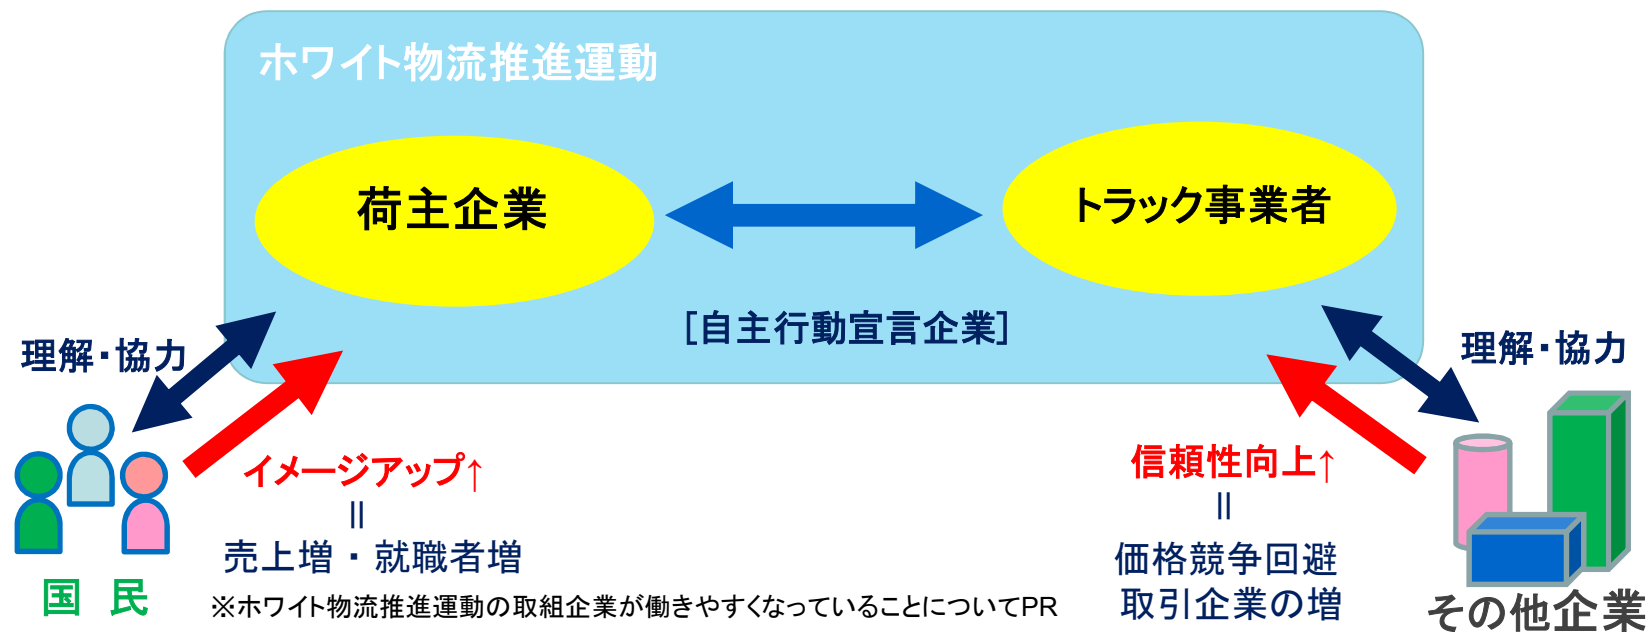 ホワイト物流推進運動
荷主企業
トラック事業者
[自主行動宣言企業]
理解・協力
理解・協力
イメージアップ↑
||
売上増・就職者増
信頼性向上↑
||
価格競争回避
取引企業の増
国 民
※ホワイト物流推進運動の取組企業が働きやすくなっていることについてPR
その他企業